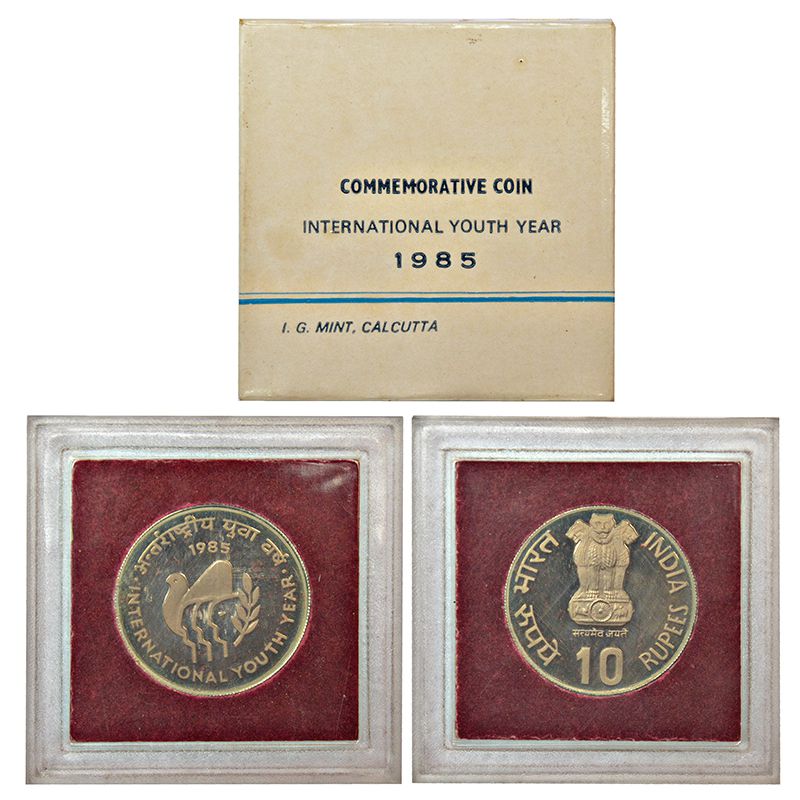 COMMEMORATIVE COIN
INTERNATIONAL YOUTH YEAR
1985
I. G. MINT, CALCUTTA
अन्तर्राष्ट्रीय युवा वर्ष
1985
INTERNATIONAL YOUTH YEAR
भारत
INDIA
सत्यमेव जयते
रुपये
10
RUPEES